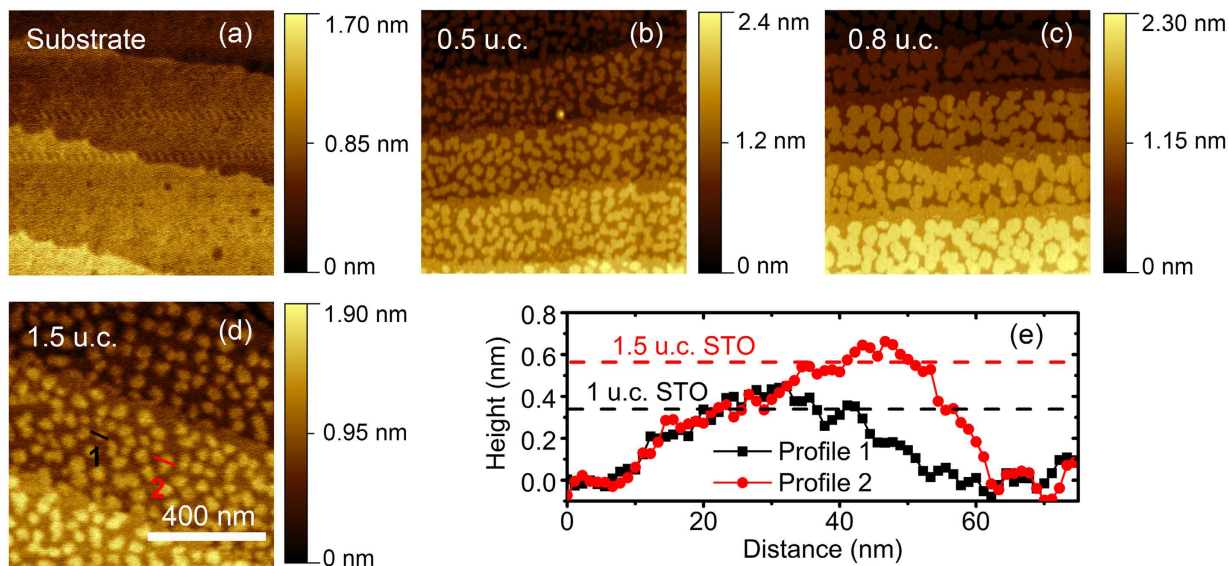 Substrate
(a)
1.70 nm
0.85 nm
0 nm
0.5 u.c.
(b)
2.4 nm
1.2 nm
0 nm
0.8 u.c.
(c)
2.30 nm
1.15 nm
0 nm
1.5 u.c.
(d)
1
2
400 nm
1.90 nm
0.95 nm
0 nm
(e)
Height (nm)
0.8
0.6
0.4
0.2
0.0
1.5 u.c. STO
1 u.c. STO
Profile 1
Profile 2
0
20
40
60
Distance (nm)